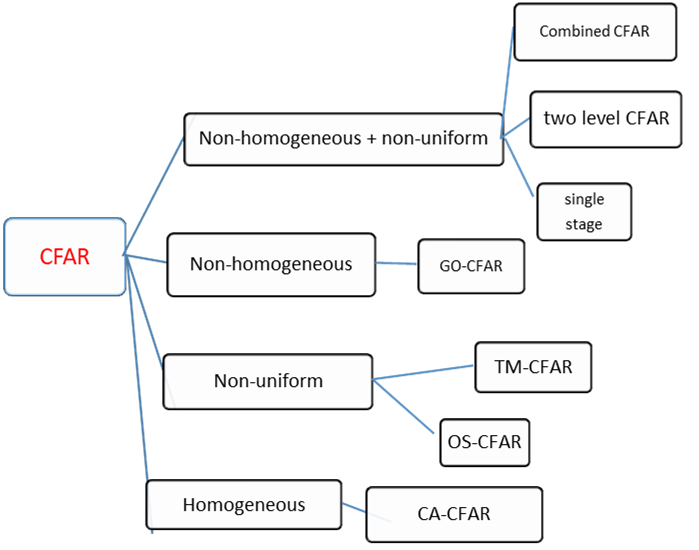 Combined CFAR
two level CFAR
Non-homogeneous + non-uniform
single
stage
CFAR
Non-homogeneous
GO-CFAR
Non-uniform
TM-CFAR
OS-CFAR
Homogeneous
CA-CFAR